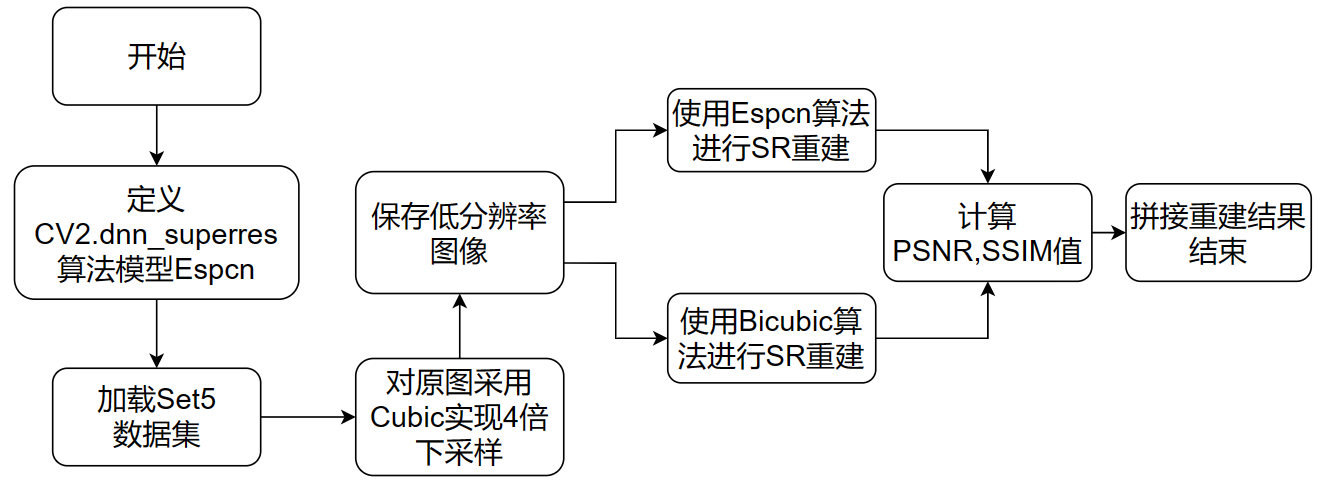 开始
定义
CV2.dnn_superres
算法模型Espcn
加载Set5
数据集
对原图采用
Cubic实现4倍
下采样
保存低分辨率
图像
使用Espcn算法
进行SR重建
使用Bicubic算
法进行SR重建
计算
PSNR,SSIM值
拼接重建结果
结束